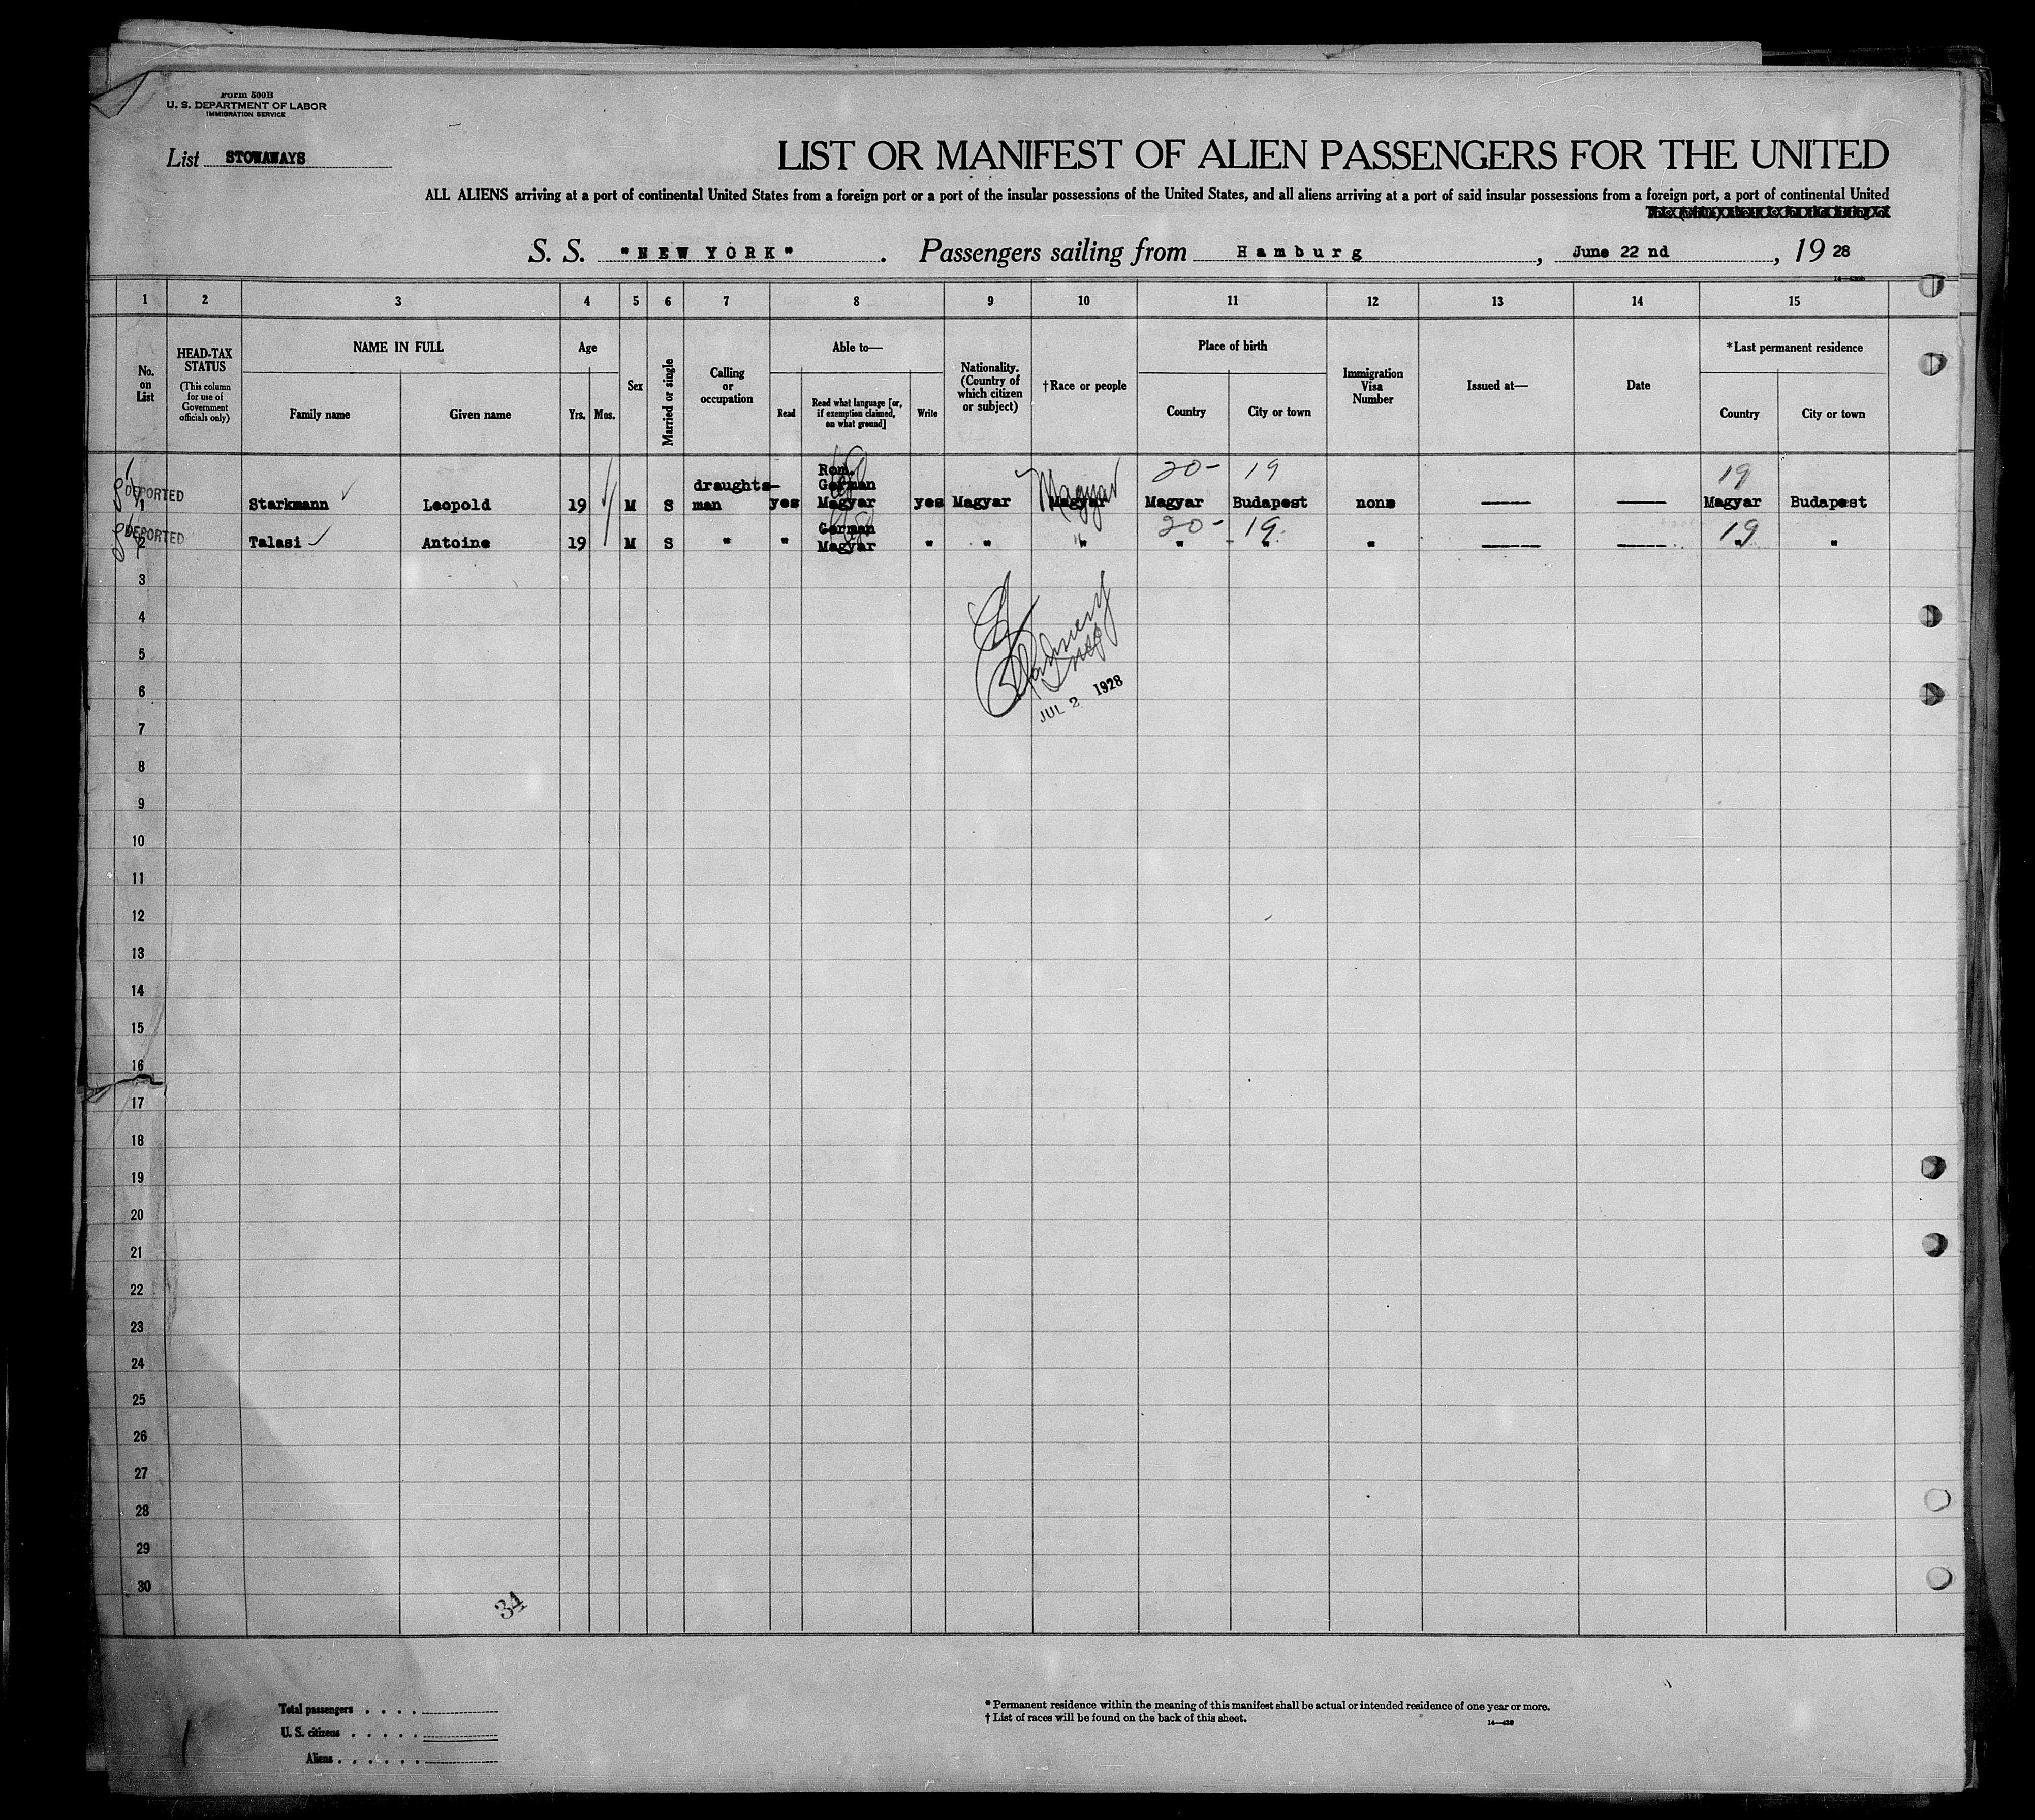 Form 500B
U. S. DEPARTMENT OF LABOR
IMMIGRATION SERVICE
List STOWAWAYS
LIST OR MANIFEST OF ALIEN PASSENGERS FOR THE UNITED
ALL ALIENS arriving at a port of continental United States from a foreign port or a port of the insular possessions of the United States, and all aliens arriving at a port of said insular possessions from a foreign port, a port of continental United
S. S. "NEW YORK". Passengers sailing from Hamburg, June 22 nd, 1928
1 2 3 4 5 6 7 8 9 10 11 12 13 14 15
No. on List
HEAD-TAX STATUS
(This column for use of Government officials only)
NAME IN FULL
Family name
Given name
Age
Yrs.
Mos.
Sex
Married or single
Calling or occupation
Able to—
Read
Read what language [or, if exemption claimed, on what ground]
Write
Nationality. (Country of which citizen or subject)
†Race or people
Place of birth
Country
City or town
Immigration Visa Number
Issued at—
Date
*Last permanent residence
Country
City or town
20- 19 19
DEPORTED 1 Starkmann Leopold 19 M S draughts-man yes Rom. German Magyar yes Magyar Magyar Magyar Budapest none —— —— Magyar Budapest
20- 19 19
DEPORTED 2 Talasi Antoine 19 M S " " German Magyar " " " " " " —— —— " "
3
4
5
6
JUL 2 1928
7
8
9
10
11
12
13
14
15
16
17
18
19
20
21
22
23
24
25
26
27
28
29
30
34
Total passengers
U. S. citizens
Aliens
* Permanent residence within the meaning of this manifest shall be actual or intended residence of one year or more.
† List of races will be found on the back of this sheet.